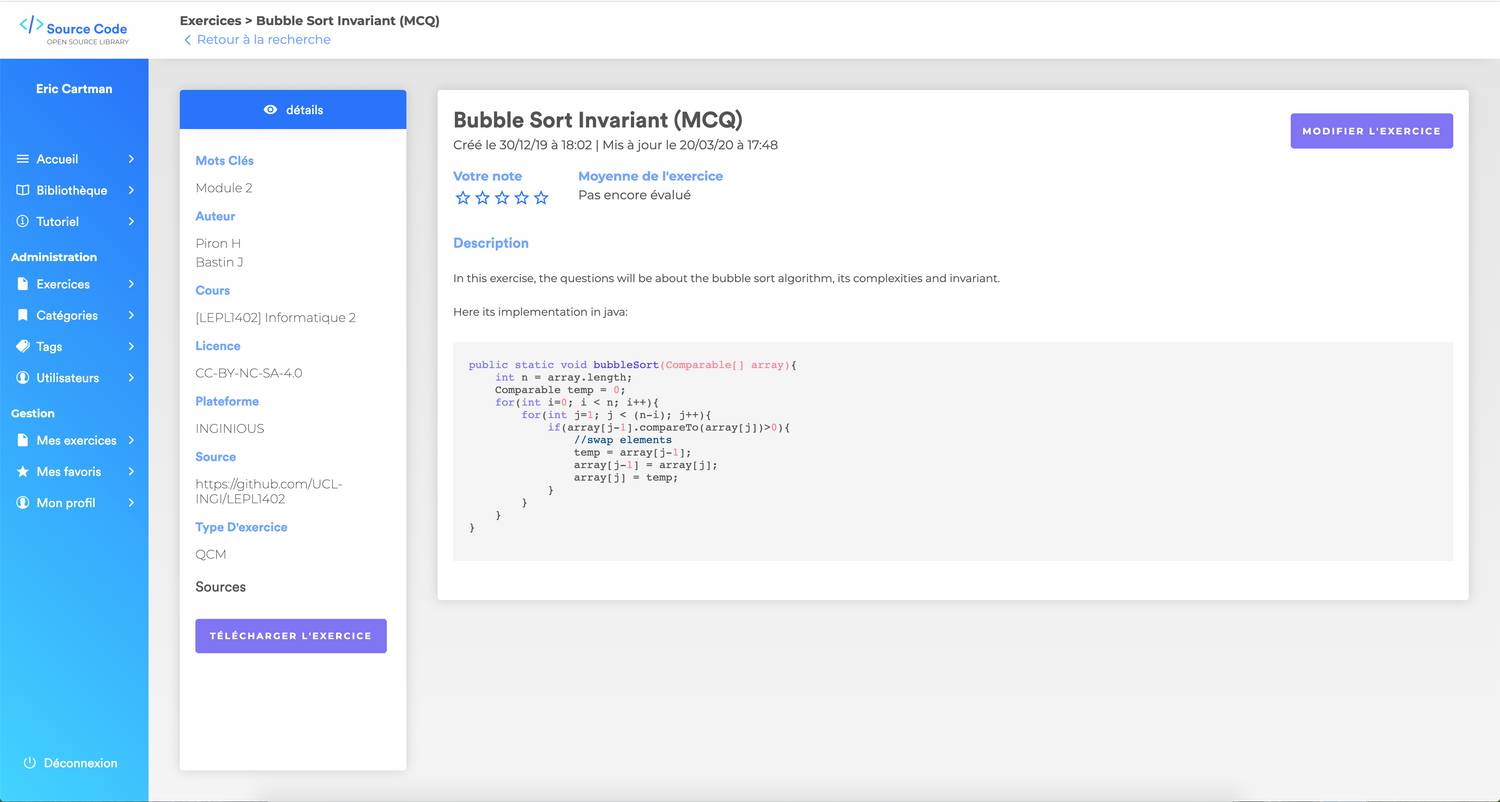 </> Source Code
OPEN SOURCE LIBRARY
Exercices > Bubble Sort Invariant (MCQ)
Retour à la recherche
Eric Cartman
Accueil
Bibliothèque
Tutoriel
Administration
Exercices
Catégories
Tags
Utilisateurs
Gestion
Mes exercices
Mes favoris
Mon profil
Déconnexion
détails
Mots Clés
Module 2
Auteur
Piron H
Bastin J
Cours
[LEPL1402] Informatique 2
Licence
CC-BY-NC-SA-4.0
Plateforme
INGINIOUS
Source
https://github.com/UCL-
INGI/LEPL1402
Type D'exercice
QCM
Sources
TÉLÉCHARGER L'EXERCICE
Bubble Sort Invariant (MCQ)
Créé le 30/12/19 à 18:02 | Mis à jour le 20/03/20 à 17:48
MODIFIER L'EXERCICE
Votre note
Moyenne de l'exercice
Pas encore évalué
Description
In this exercise, the questions will be about the bubble sort algorithm, its complexities and invariant.
Here its implementation in java:
public static void bubbleSort(Comparable[] array){
    int n = array.length;
    Comparable temp = 0;
    for(int i=0; i < n; i++){
        for(int j=1; j < (n-i); j++){
            if(array[j-1].compareTo(array[j])>0){
                //swap elements
                temp = array[j-1];
                array[j-1] = array[j];
                array[j] = temp;
            }
        }
    }
}